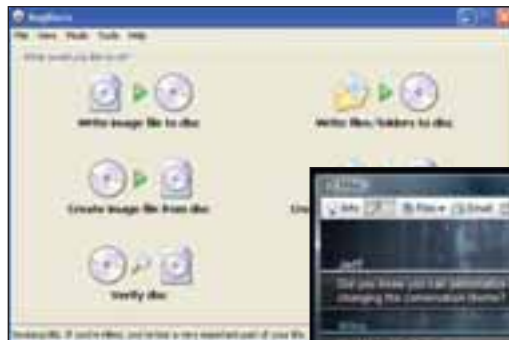 ImgBurn
File View Mode Tools Help
What would you like to do?
Write image file to disc
Write files/folders to disc
Create image file from disc
Verify disc
Info
Files
Email
Jeff
Did you know you can personalize
changing the conversation theme?